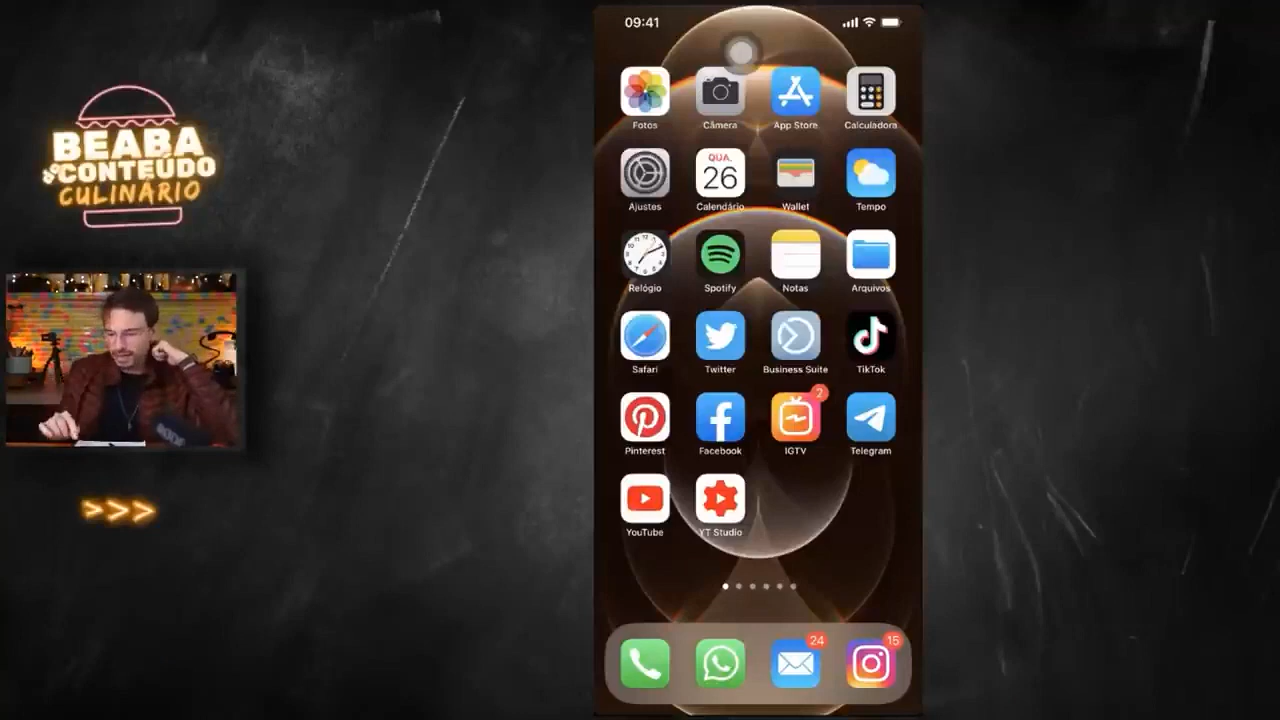 BEABA
do CONTEÚDO
CULINÁRIO
>>>
09:41
Fotos
Câmera
App Store
Calculadora
QUA.
26
Ajustes
Calendário
Wallet
Tempo
Relógio
Spotify
Notas
Arquivos
Safari
Twitter
Business Suite
TikTok
2
Pinterest
Facebook
IGTV
Telegram
YouTube
YT Studio
24
15